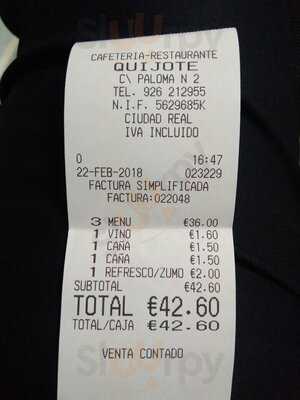 CAFETERIA-RESTAURANTE
QUIJOTE
C\ PALOMA N 2
TEL. 926 212955
N.I.F. 5629685K
CIUDAD REAL
IVA INCLUIDO
0 16:47
22-FEB-2018 023229
FACTURA SIMPLIFICADA
FACTURA:022048
3 MENU €36.00
1 VINO €1.60
1 CAÑA €1.50
1 CAÑA €1.50
1 REFRESCO/ZUMO €2.00
SUBTOTAL €42.60
TOTAL €42.60
TOTAL/CAJA €42.60
VENTA CONTADO